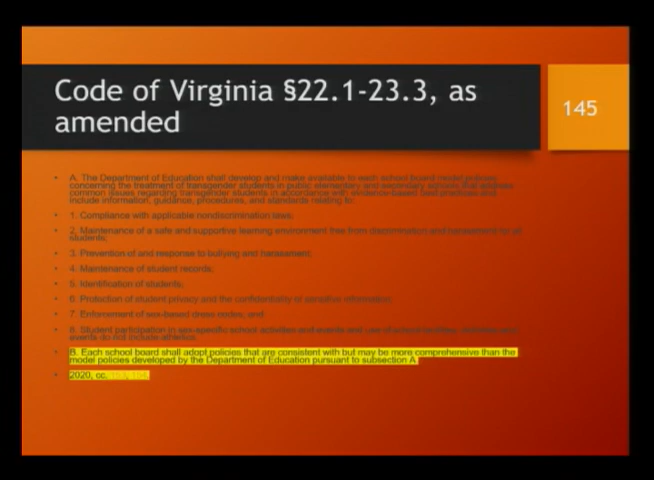 Code of Virginia §22.1-23.3, as
amended
145
A. The Department of Education shall develop and make available to each school board model policies
concerning the treatment of transgender students in public elementary and secondary schools that address
common issues regarding transgender students in accordance with evidence-based best practices and
include information, guidance, procedures, and standards relating to:
1. Compliance with applicable nondiscrimination laws;
2. Maintenance of a safe and supportive learning environment free from discrimination and harassment for all
students;
3. Prevention of and response to bullying and harassment;
4. Maintenance of student records;
5. Identification of students;
6. Protection of student privacy and the confidentiality of sensitive information;
7. Enforcement of sex-based dress codes; and
8. Student participation in sex-specific school activities and events and use of school
events do not include athletics.
B. Each school board shall adopt policies that are consistent with but may be more comprehensive than the
model policies developed by the Department of Education pursuant to subsection A.
2020, cc.